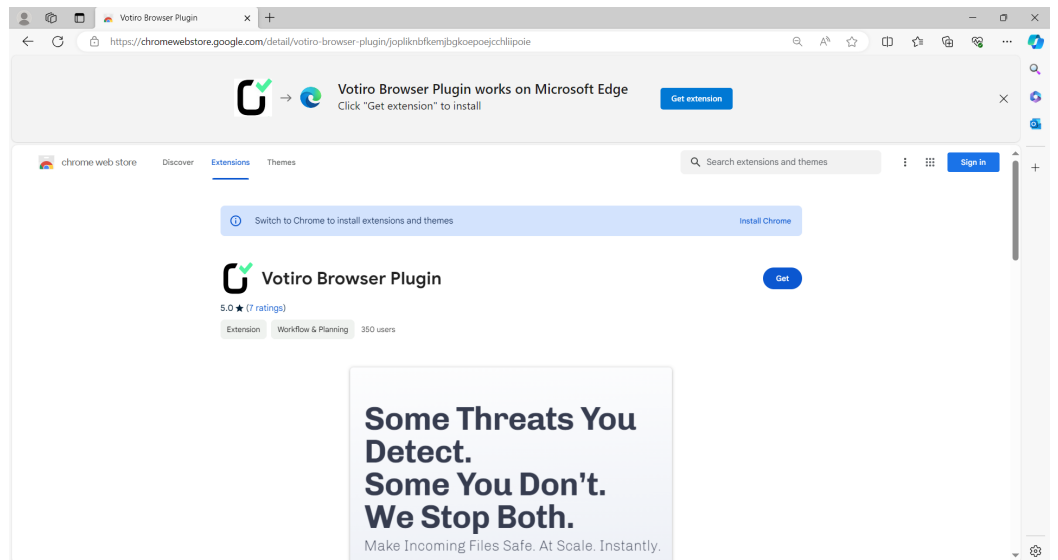 Votiro Browser Plugin
https://chromewebstore.google.com/detail/votiro-browser-plugin/jopliknbfkemjbgkoepoejcchliipoie
Votiro Browser Plugin works on Microsoft Edge
Click "Get extension" to install
Get extension
chrome web store
Discover
Extensions
Themes
Search extensions and themes
Sign in
Switch to Chrome to install extensions and themes
Install Chrome
Votiro Browser Plugin
Get
5.0 ★ (7 ratings)
Extension
Workflow & Planning
350 users
Some Threats You
Detect.
Some You Don't.
We Stop Both.
Make Incoming Files Safe. At Scale. Instantly.